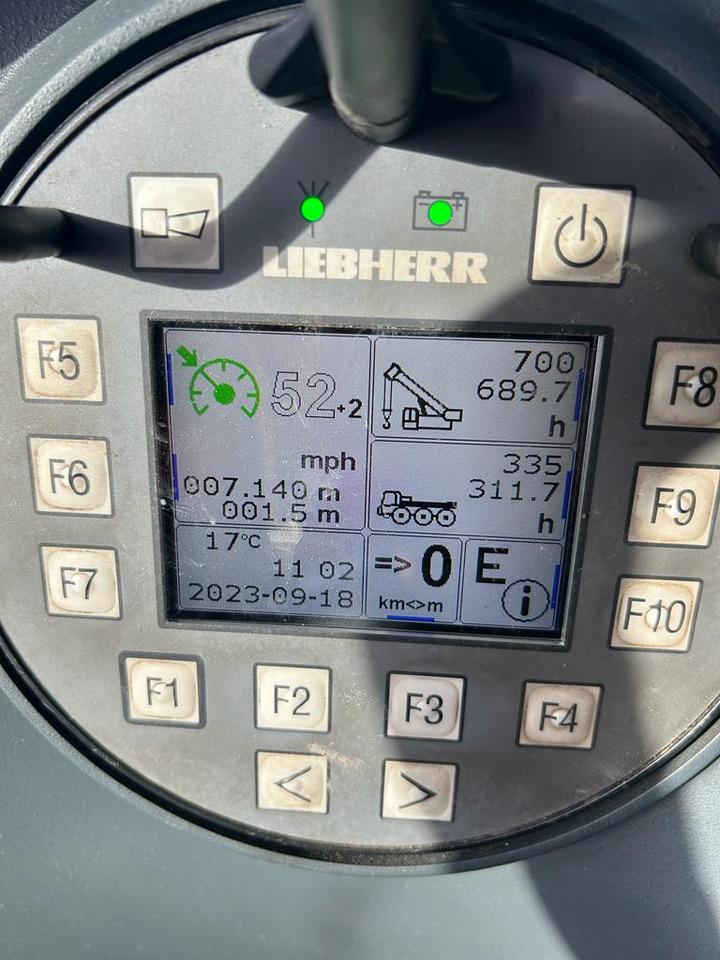 LIEBHERR
F5
F6
F7
F8
F9
F10
52+2
mph
007.140 m
001.5 m
700
689.7
h
335
311.7
h
17°C
11 02
2023-09-18
=> 0
km<>m
E
i
F1
F2
F3
F4
<
>